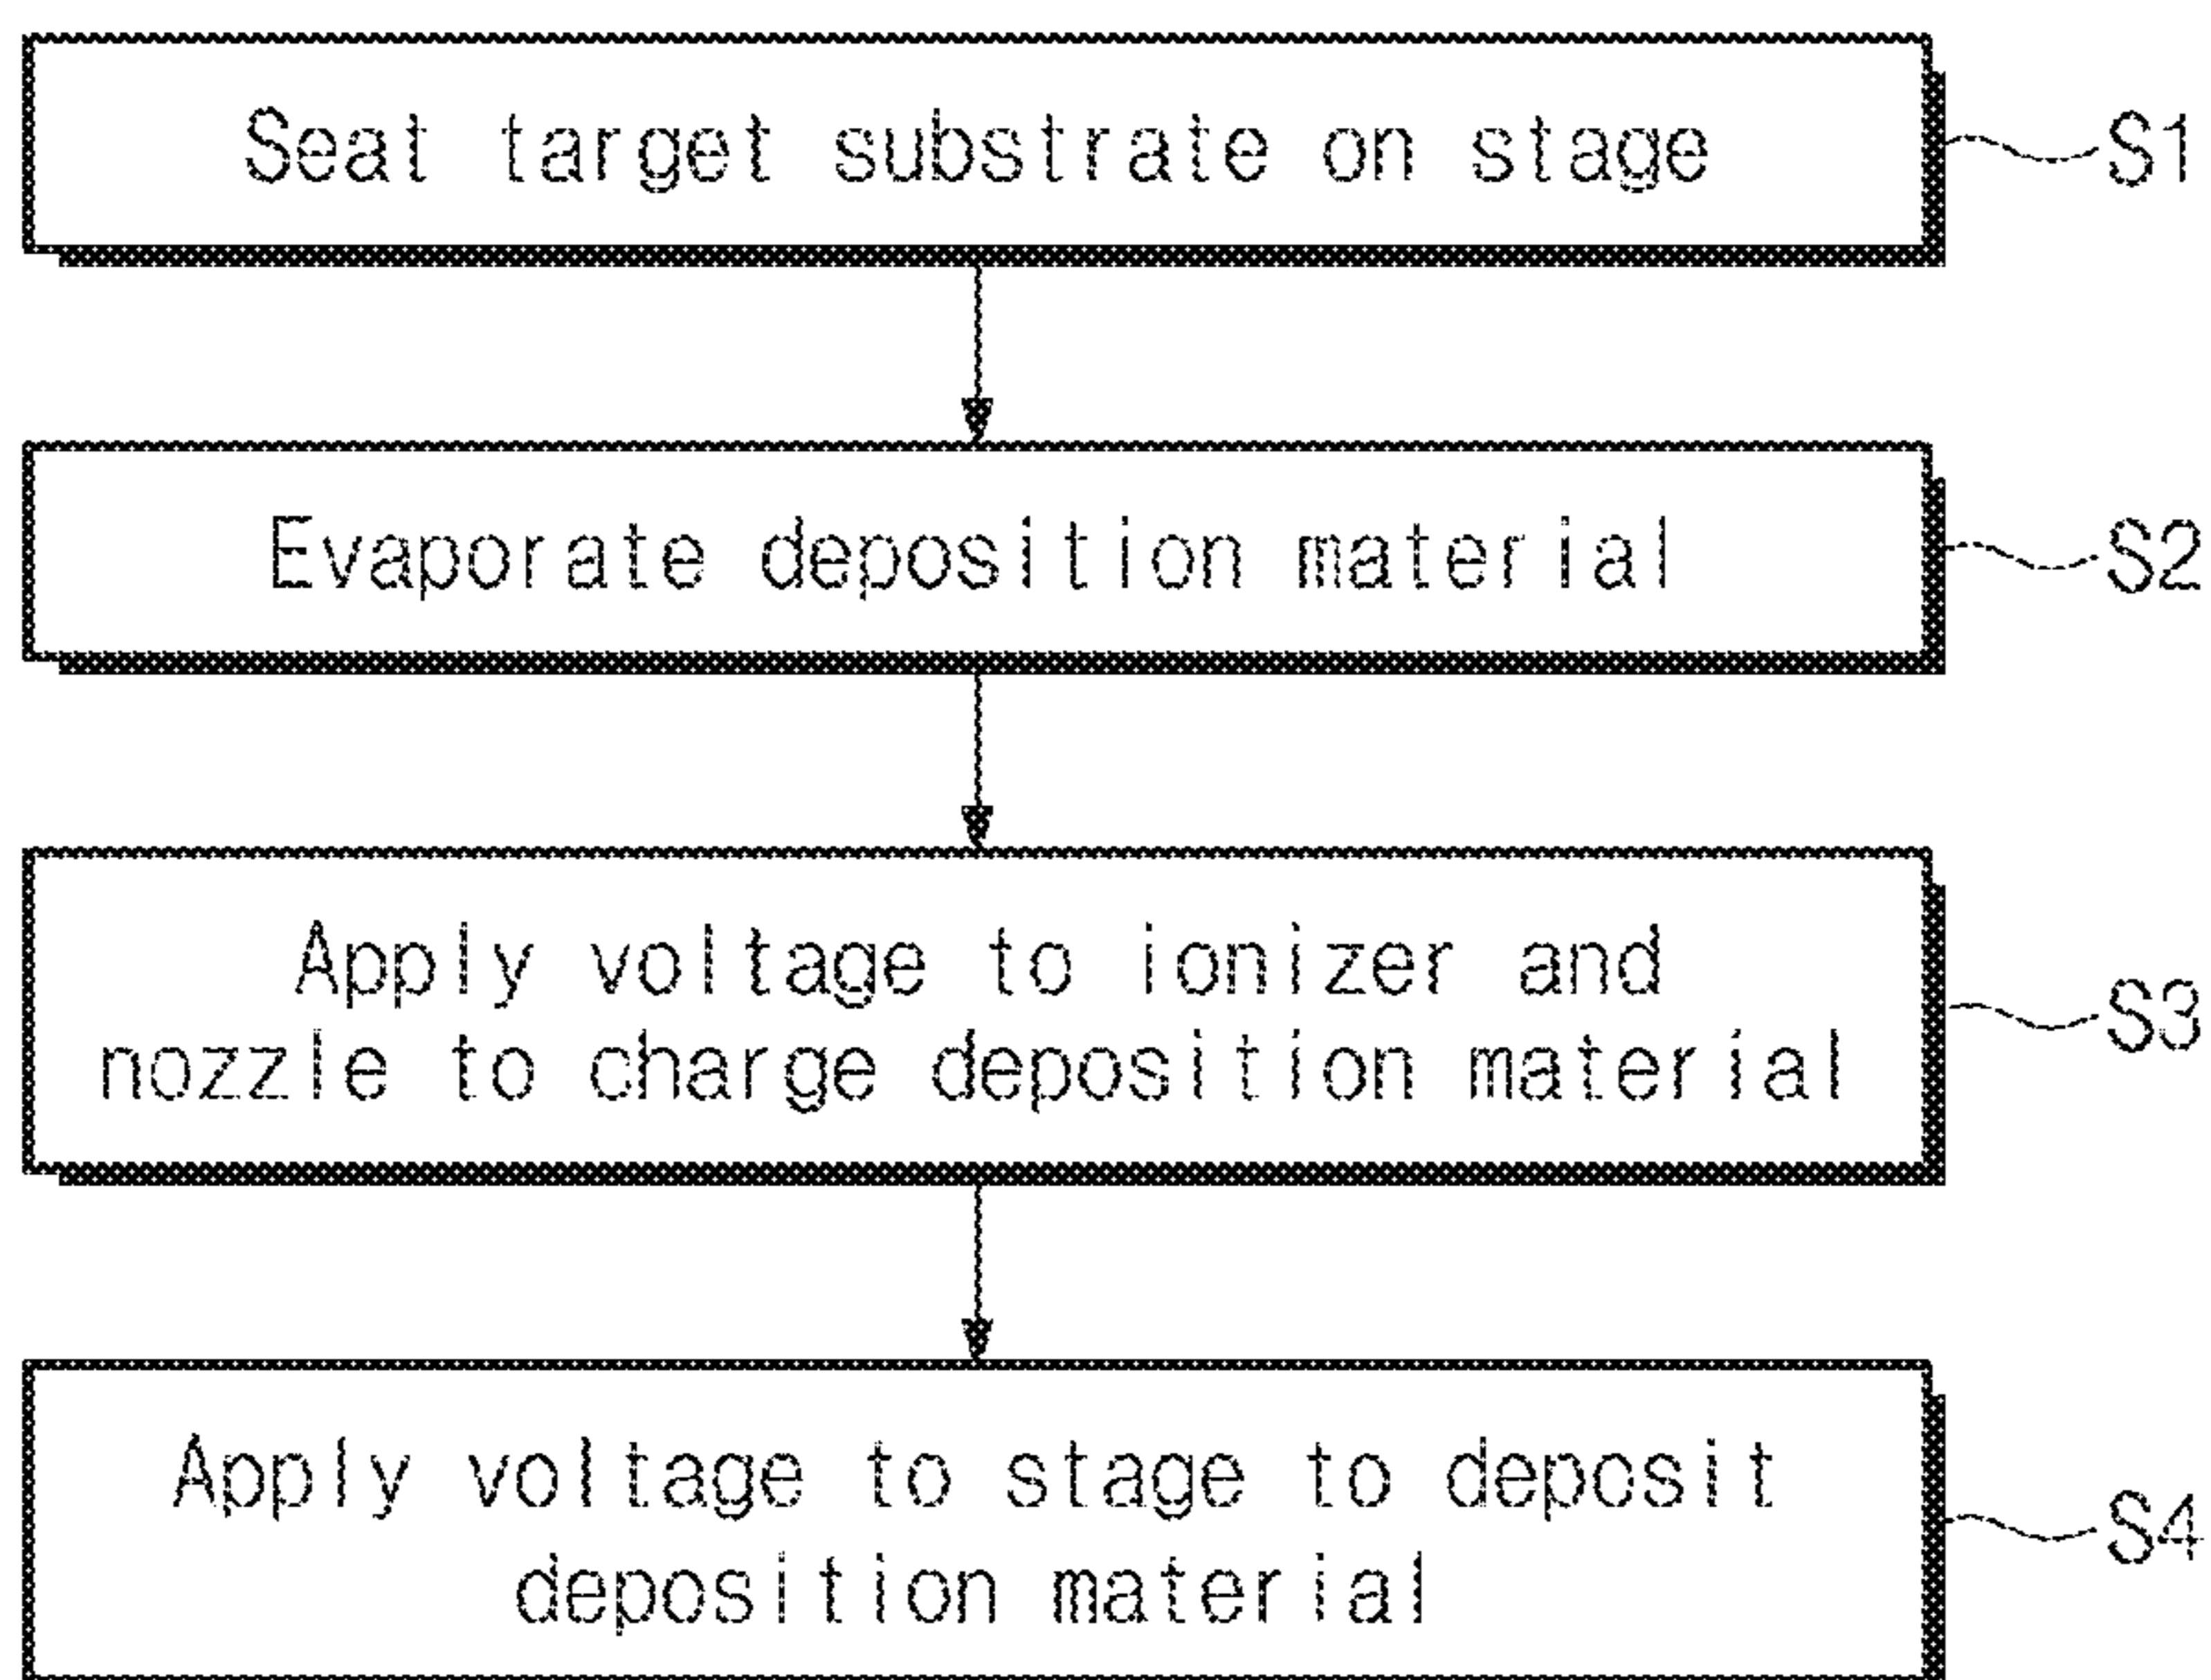 Seat target substrate on stage
S1
Evaporate deposition material
S2
Apply voltage to ionizer and
nozzle to charge deposition material
S3
Apply voltage to stage to deposit
deposition material
S4